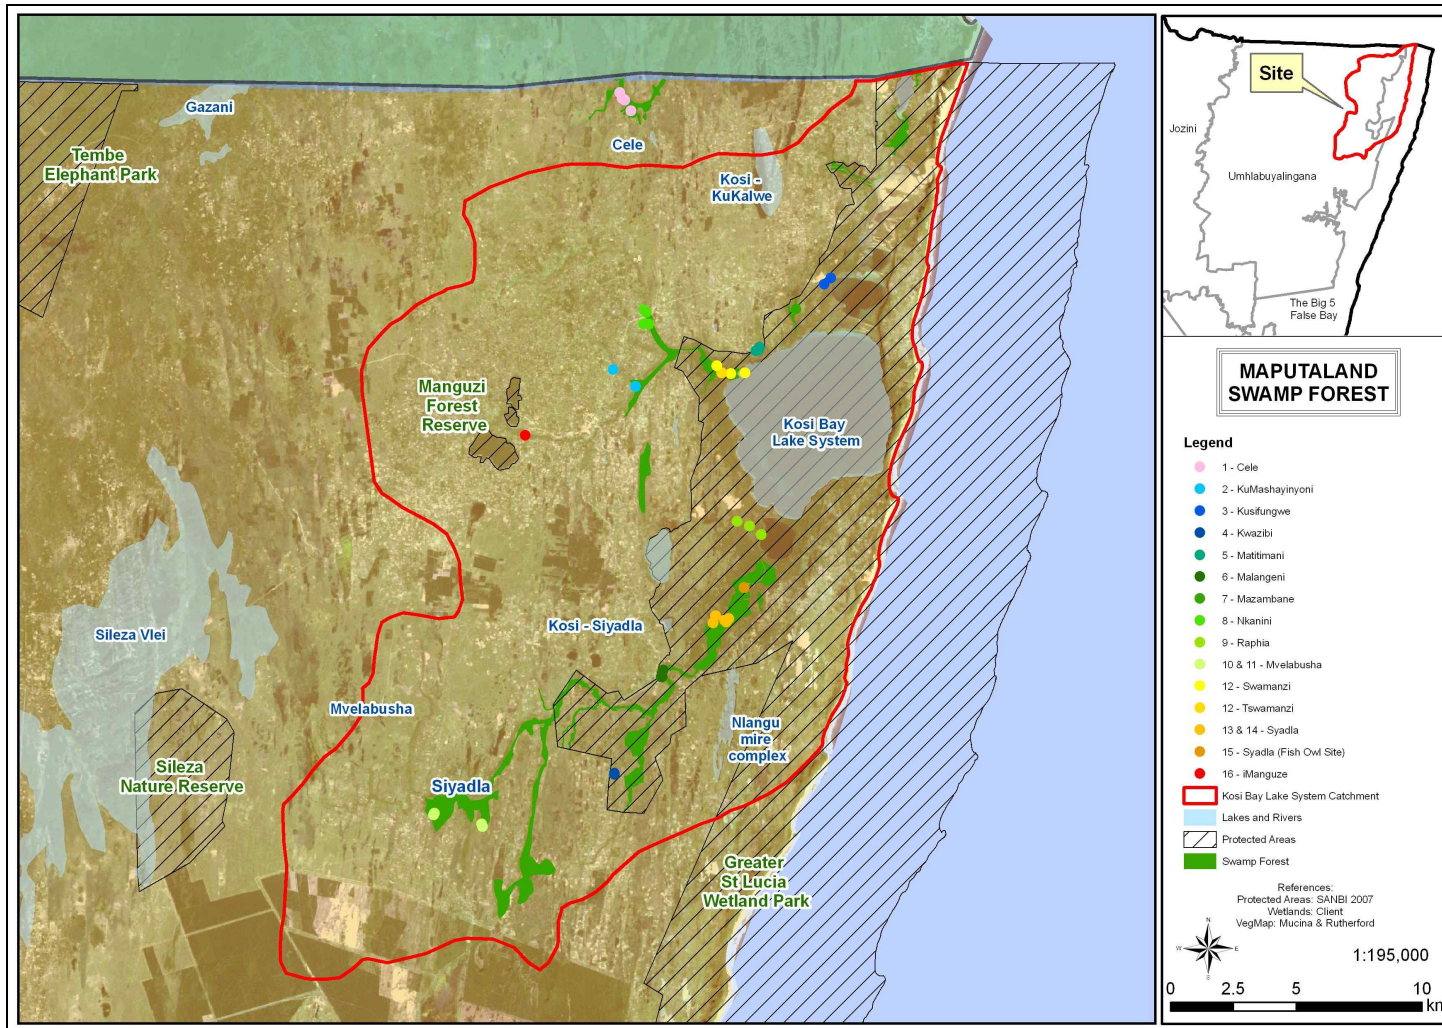 Gazani
Tembe
Elephant Park
Cele
Kosi -
KuKalwe
Manguzi
Forest
Reserve
Kosi Bay
Lake System
Sileza Vlei
Kosi - Siyadla
Mvelabusha
Nlangu
mire
complex
Sileza
Nature Reserve
Siyadla
Greater
St Lucia
Wetland Park
Site
Jozini
Umhlabuyalingana
The Big 5
False Bay
MAPUTALAND
SWAMP FOREST
Legend
1 - Cele
2 - KuMashayinyoni
3 - Kusifungwe
4 - Kwazibi
5 - Matitimani
6 - Malangeni
7 - Mazambane
8 - Nkanini
9 - Raphia
10 & 11 - Mvelabusha
12 - Swamanzi
12 - Tswamanzi
13 & 14 - Syadla
15 - Syadla (Fish Owl Site)
16 - iManguze
Kosi Bay Lake System Catchment
Lakes and Rivers
Protected Areas
Swamp Forest
References:
Protected Areas: SANBI 2007
Wetlands: Client
VegMap: Mucina & Rutherford
N
W E
S
1:195,000
0 2.5 5 10
km